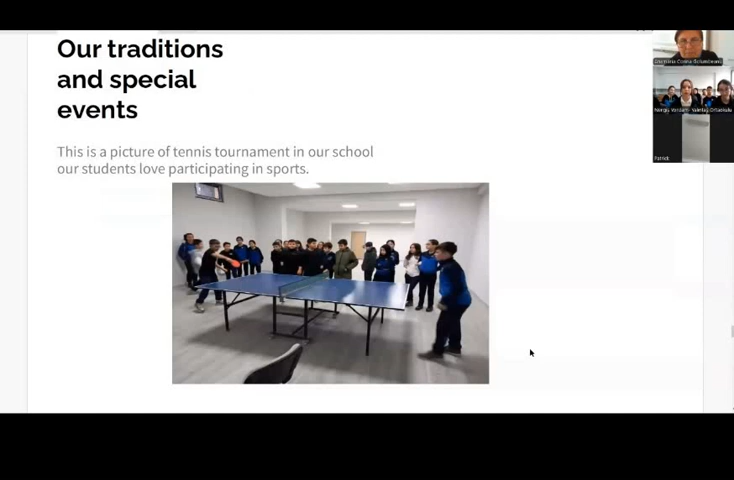 Our traditions
and special
events
This is a picture of tennis tournament in our school
our students love participating in sports.
Patrick